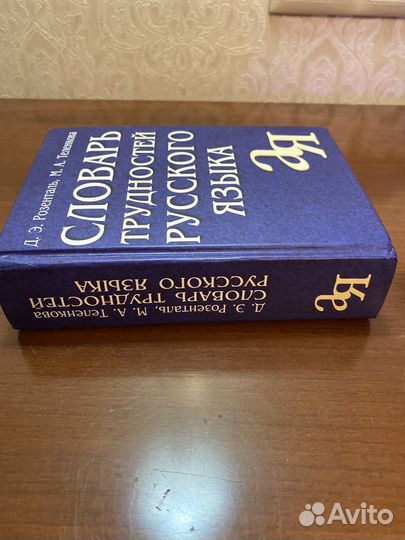 Д. Э. Розенталь, М. А. Теленкова
СЛОВАРЬ
ТРУДНОСТЕЙ
РУССКОГО
ЯЗЫКА
Д. Э. Розенталь, М. А. Теленкова
СЛОВАРЬ ТРУДНОСТЕЙ
РУССКОГО ЯЗЫКА
Avito